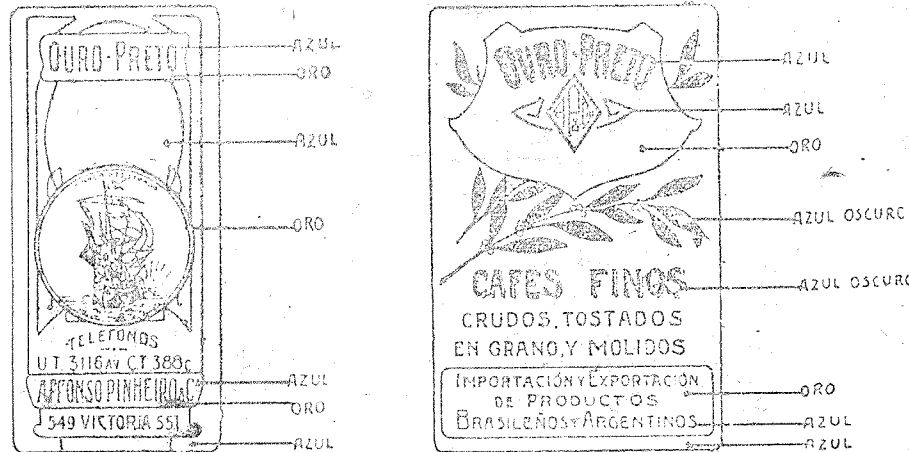 OURO-PRETO
TELEFONOS
U.T. 3116 AV. C.T. 388 C
AFFONSO PINHEIRO & Cª
549 VICTORIA 551
AZUL
ORO
AZUL
ORO
AZUL
ORO
AZUL
OURO-PRETO
CAFES FINOS
CRUDOS, TOSTADOS
EN GRANO, Y MOLIDOS
IMPORTACIÓN Y EXPORTACIÓN
DE PRODUCTOS
BRASILEÑOS Y ARGENTINOS
AZUL
AZUL
ORO
AZUL OSCURO
AZUL OSCURO
ORO
AZUL
AZUL